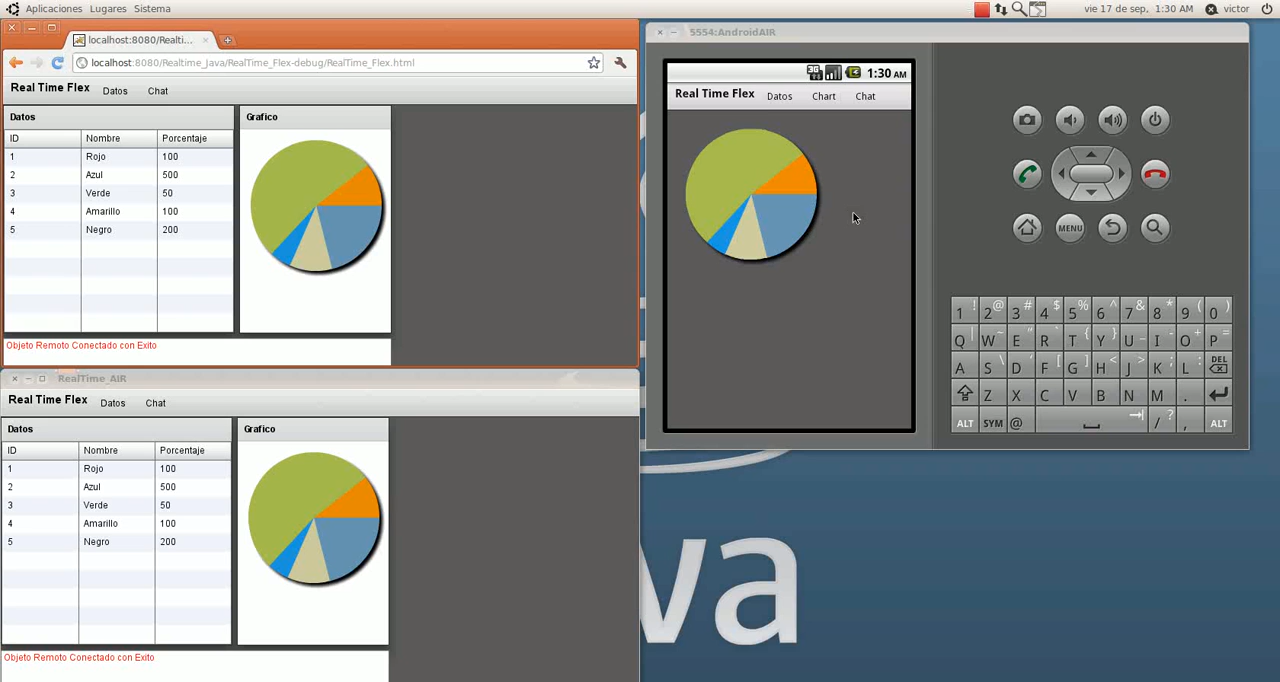 Aplicaciones Lugares Sistema
vie 17 de sep, 1:30 AM victor
localhost:8080/Realti...
localhost:8080/Realtime_Java/RealTime_Flex-debug/RealTime_Flex.html
Real Time Flex Datos Chat
Datos
ID Nombre Porcentaje
1 Rojo 100
2 Azul 500
3 Verde 50
4 Amarillo 100
5 Negro 200
Grafico
Objeto Remoto Conectado con Exito
RealTime_AIR
Real Time Flex Datos Chat
Datos
ID Nombre Porcentaje
1 Rojo 100
2 Azul 500
3 Verde 50
4 Amarillo 100
5 Negro 200
Grafico
Objeto Remoto Conectado con Exito
5554:AndroidAIR
3G 1:30 AM
Real Time Flex Datos Chart Chat
MENU
1 ! 2 @ 3 # 4 $ 5 % 6 ^ 7 & 8 * 9 ( 0 )
Q | W ~ E " R ` T { Y } U _ I - O + P =
A S \ D ' F [ G ] H < J > K ; L : DEL
Z X C V B N M .
ALT SYM @ / ? , ALT
va